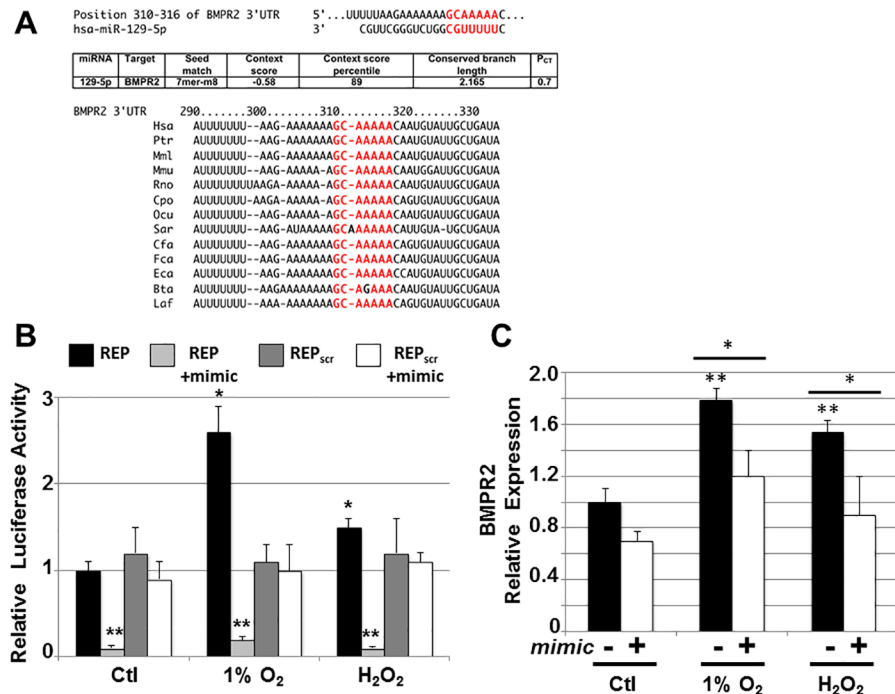 A
Position 310-316 of BMPR2 3'UTR 5' ...UUUUUAAGAAAAAAAGCAAAAAC...
hsa-miR-129-5p 3' CGUUCGGGUCUGGCGUUUUUC
miRNA Target Seed match Context score Context score percentile Conserved branch length PCT
129-5p BMPR2 7mer-m8 -0.58 89 2.165 0.7
BMPR2 3'UTR 290.......300.......310.......320.......330
Hsa AUUUUUUU--AAG-AAAAAAAGC-AAAAACAAUGUAUUGCUGAUA
Ptr AUUUUUUU--AAG-AAAAAAAGC-AAAAACAAUGUAUUGCUGAUA
Mml AUUUUUUU--AAG-AAAAAAAGC-AAAAACAAUGUAUUGCUGAUA
Mmu AUUUUUUU--AAG-AAAAA-AGC-AAAAACAAUGUAUUGCUGAUA
Rno AUUUUUUUUUAAGA-AAAA-AGC-AAAAACAAUGUAUUGCUGAUA
Cpo AUUUUUUU--AAGA-AAAA-AGC-AAAAACAGUGUAUUGCUGAUA
Ocu AUUUUUUU--AAG-AAAAA-AGC-AAAAACAGUGUAUUGCUGAUA
Sar AUUUUUUU--AAG-AUAAAAAGCAAAAAACAUUGUA-UGCUGAUA
Cfa AUUUUUUU--AAG-AAAAAAAGC-AAAAACAGUGUAUUGCUGAUA
Fca AUUUUUUU--AAG-AAAAAAAGC-AAAAACAGUGUAUUGCUGAUA
Eca AUUUUUUU--AAG-AAAAAAAGC-AAAAACCAUGUAUUGCUGAUA
Bta AUUUUUUU--AAGAAAAAAAAGC-AGAAACAAUGUAUUGCUGAUA
Laf AUUUUUUU--AAA-AAAAAAAGC-AAAAACAGUGUAUUGCUGAUA
B
REP REP +mimic REPscr REPscr +mimic
Relative Luciferase Activity
3
2
1
0
*
*
** ** **
Ctl 1% O2 H2O2
C
BMPR2 Relative Expression
2.0
1.6
1.2
0.8
0.4
0
* *
** **
mimic - + - + - +
Ctl 1% O2 H2O2